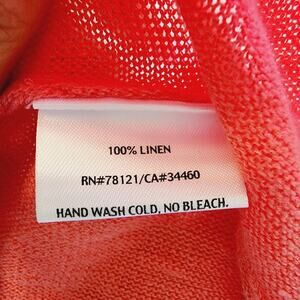 100% LINEN
RN#78121/CA#34460
HAND WASH COLD, NO BLEACH.